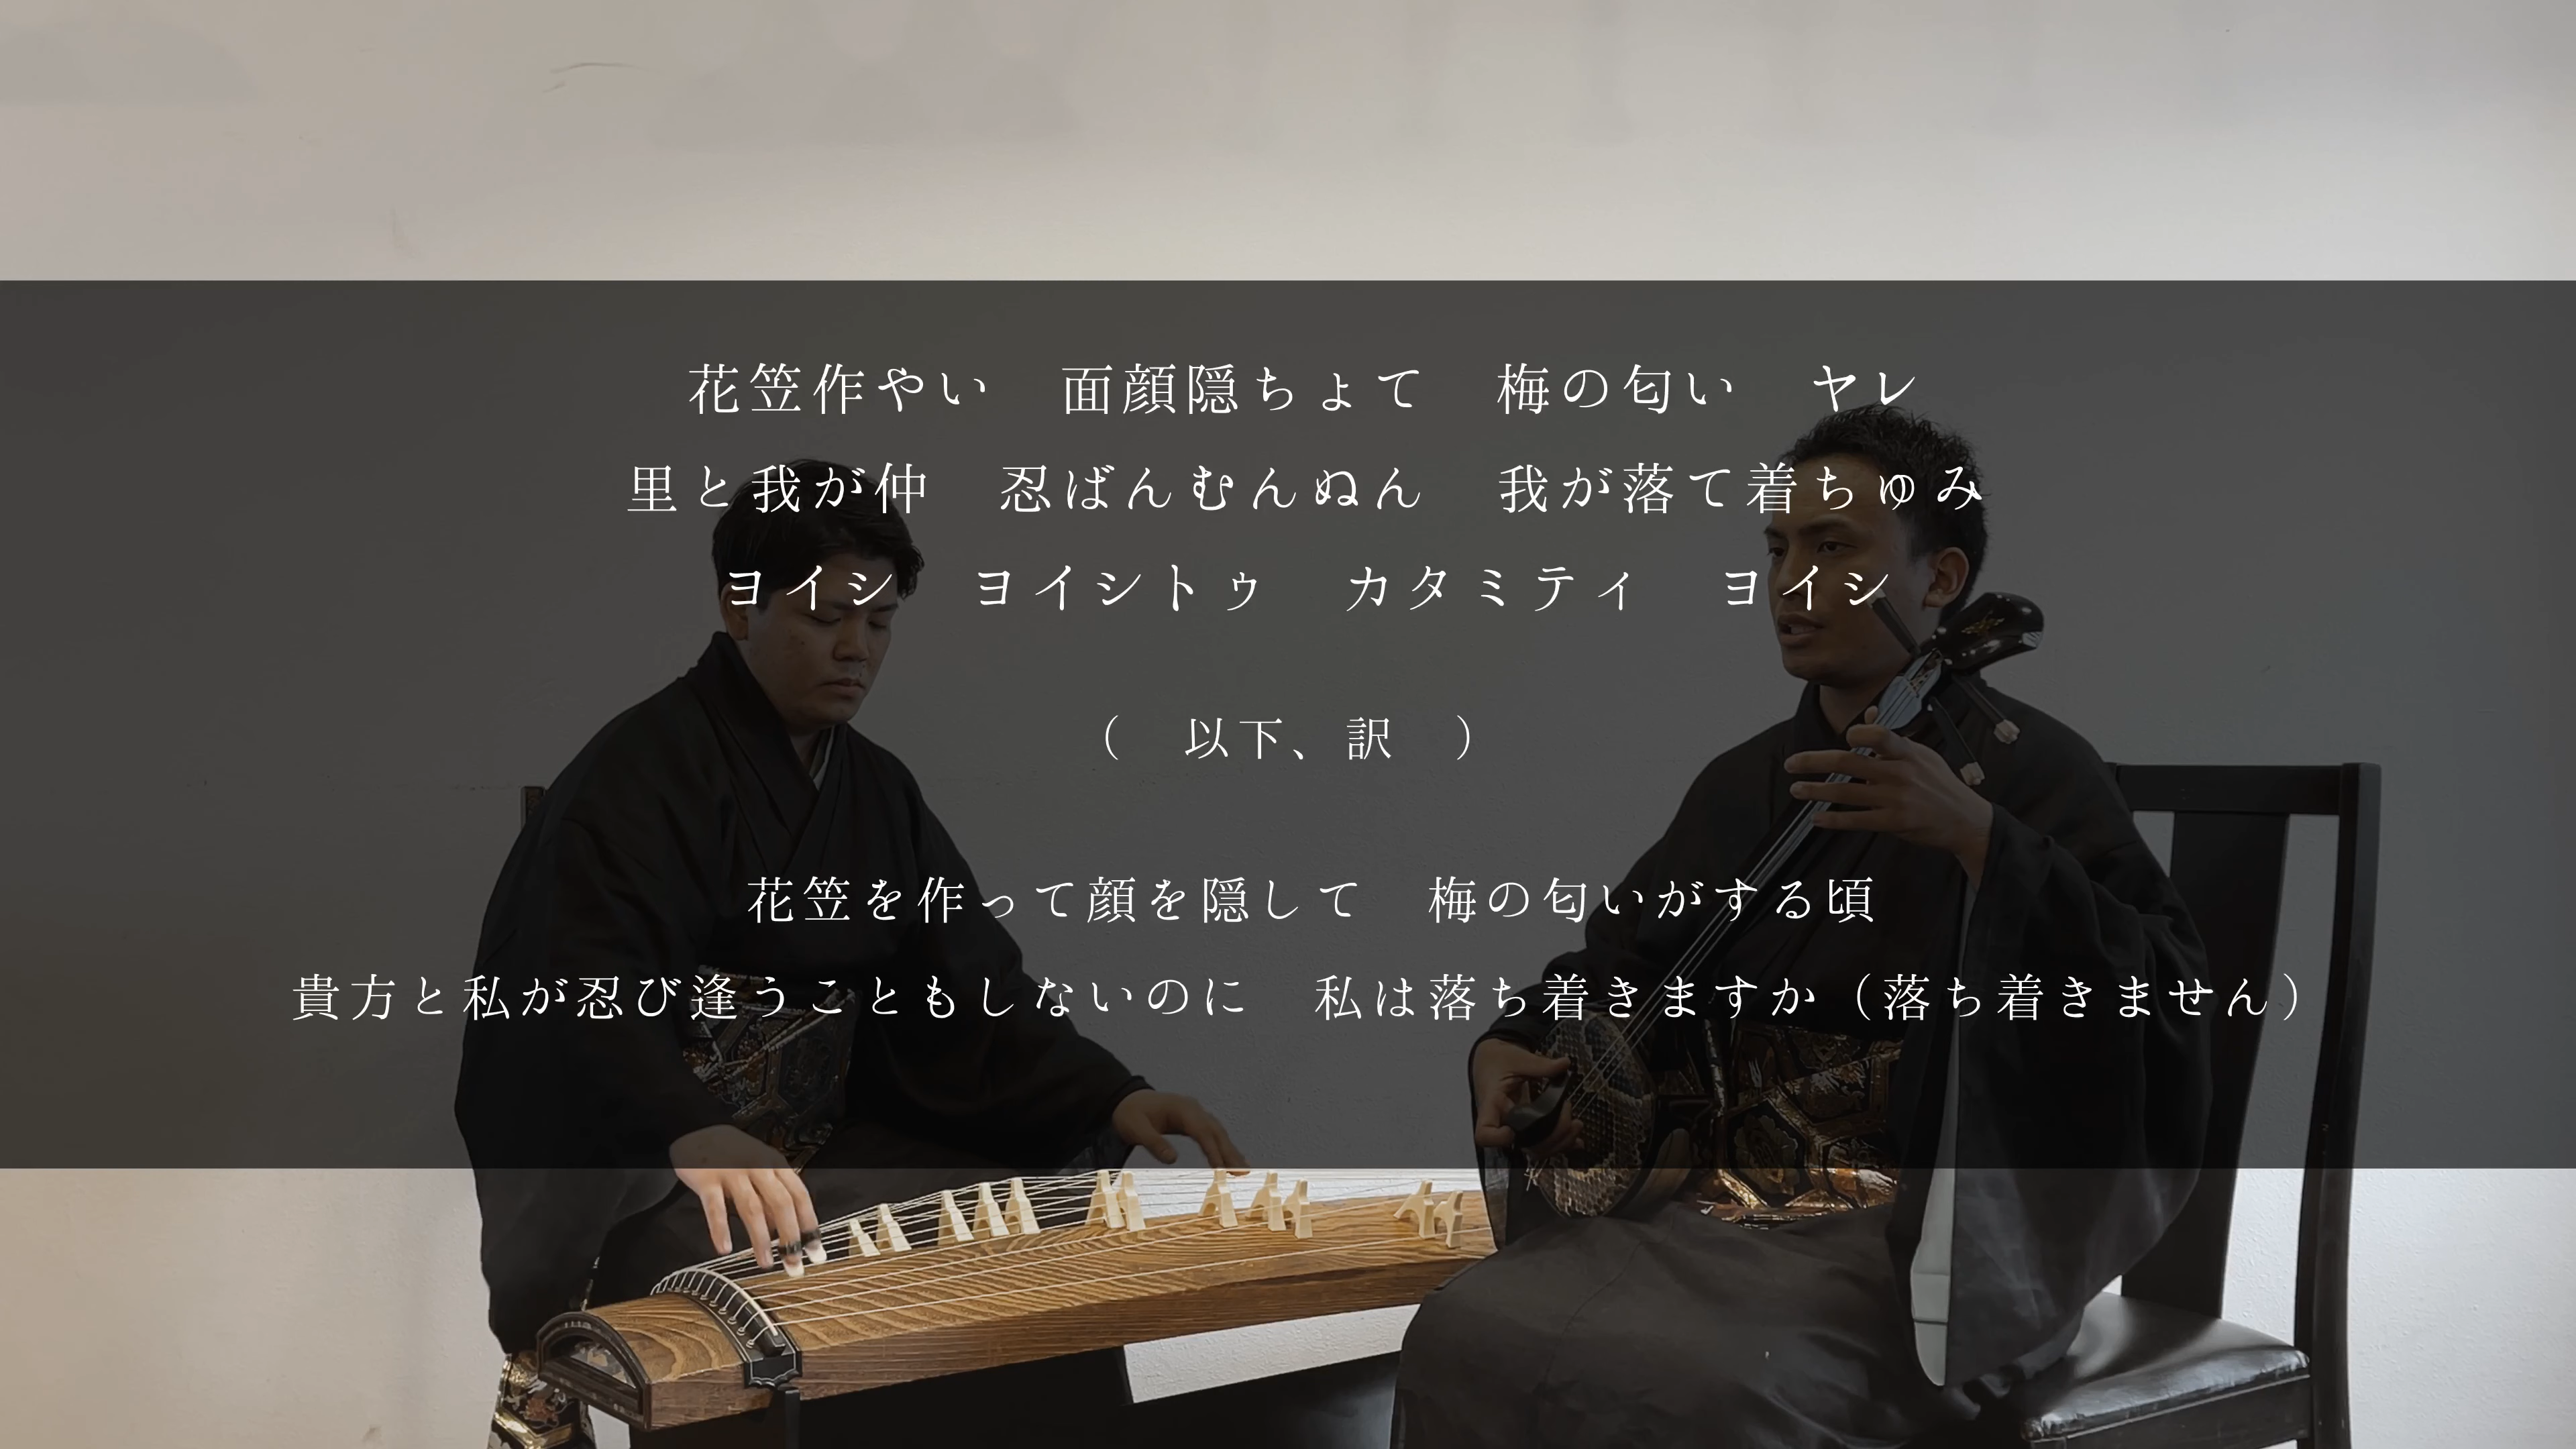 花笠作やい　面顔隠ちょて　梅の匂い　ヤレ
里と我が仲　忍ばんむんぬん　我が落て着ちゅみ
ヨイシ　ヨイシトゥ　カタミティ　ヨイシ
（　以下、訳　）
花笠を作って顔を隠して　梅の匂いがする頃
貴方と私が忍び逢うこともしないのに　私は落ち着きますか（落ち着きません）